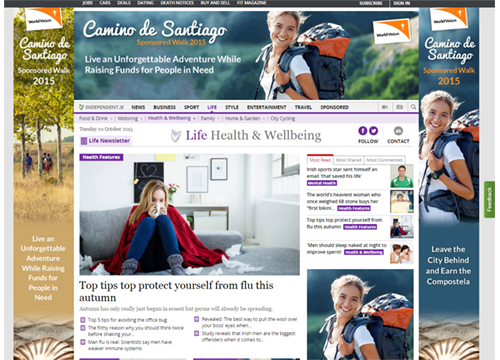 JOBS CARS DEALS DATING DEATH NOTICES BUY AND SELL FIT MAGAZINE
SUBSCRIBE SIGN IN
World Vision
Camino de
Santiago
Sponsored Walk
2015
Live an
Unforgettable
Adventure
While Raising
Funds for
People in
Need
Camino de Santiago
Sponsored Walk 2015
Live an Unforgettable Adventure While
Raising Funds for People in Need
World Vision
World Vision
Camino de
Santiago
Sponsored Walk
2015
Leave the
City Behind
and Earn the
Compostela
INDEPENDENT.IE NEWS BUSINESS SPORT LIFE STYLE ENTERTAINMENT TRAVEL SPONSORED
Food & Drink Motoring Health & Wellbeing Family Home & Garden City Cycling
Tuesday 20 October 2015
Life Newsletter
Life Health & Wellbeing
FOLLOW CONTACT
Health Features
Top tips top protect yourself from flu this
autumn
Autumn has only really just begun in ernest but germs will already be spreading.
Top 5 tips for avoiding the office bug
The filthy reason why you should think twice
before shaking your...
Man flu is real: Scientists say men have
weaker immune systems
Revealed: The best way to pull the wool over
your boss' eyes when...
Study reveals that Irish men are the biggest
offenders when it comes to...
Most Read Most Shared Most Commented
Irish sports star sent himself an
email 'that saved his life'
Mental Health
The world's heaviest woman who
once weighed 68 stone buys her
"first bikini... Health Features
Top tips top protect yourself from
flu this autumn Health Features
'Men should sleep naked at night to
improve sperm' Health & Wellbeing
Feedback